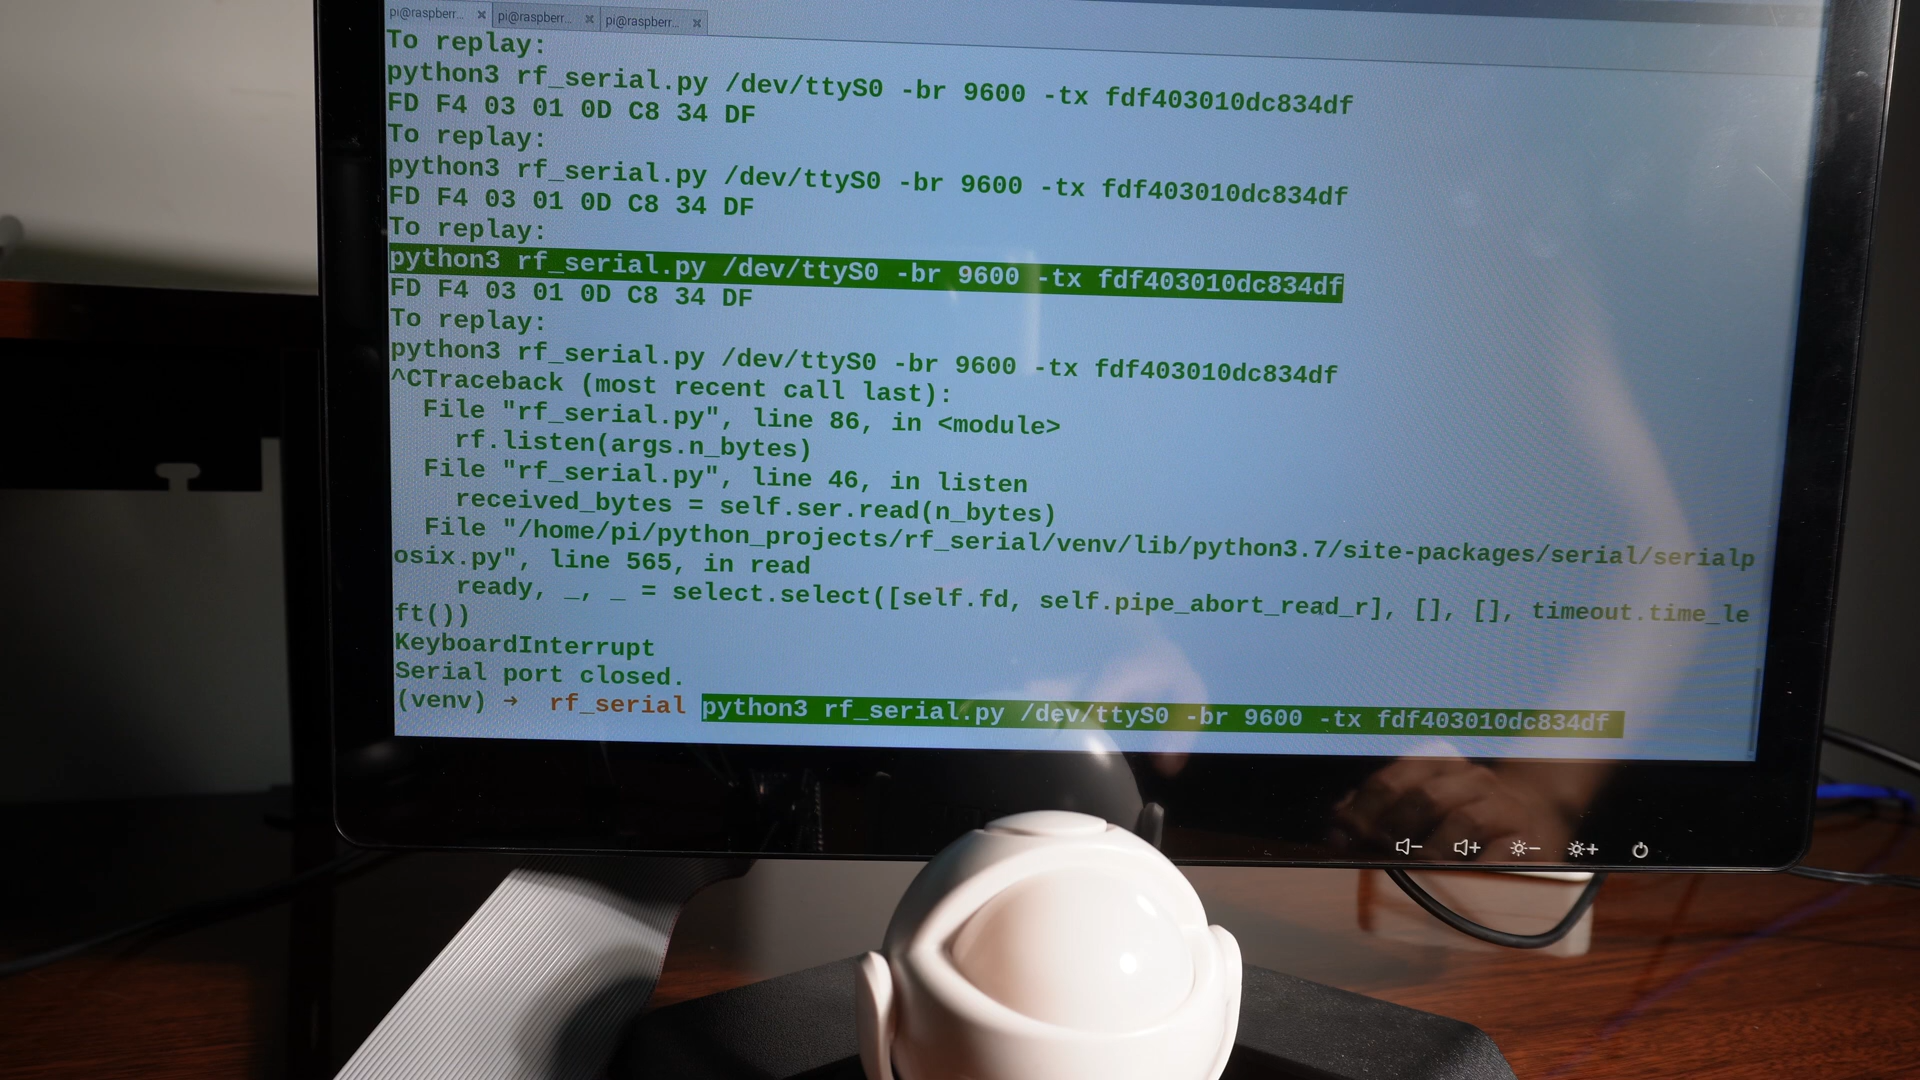 pi@raspberr... × pi@raspberr... × pi@raspberr... ×
To replay:
python3 rf_serial.py /dev/ttyS0 -br 9600 -tx fdf403010dc834df
FD F4 03 01 0D C8 34 DF
To replay:
python3 rf_serial.py /dev/ttyS0 -br 9600 -tx fdf403010dc834df
FD F4 03 01 0D C8 34 DF
To replay:
python3 rf_serial.py /dev/ttyS0 -br 9600 -tx fdf403010dc834df
FD F4 03 01 0D C8 34 DF
To replay:
python3 rf_serial.py /dev/ttyS0 -br 9600 -tx fdf403010dc834df
^CTraceback (most recent call last):
  File "rf_serial.py", line 86, in <module>
    rf.listen(args.n_bytes)
  File "rf_serial.py", line 46, in listen
    received_bytes = self.ser.read(n_bytes)
  File "/home/pi/python_projects/rf_serial/venv/lib/python3.7/site-packages/serial/serialp
osix.py", line 565, in read
    ready, _, _ = select.select([self.fd, self.pipe_abort_read_r], [], [], timeout.time_le
ft())
KeyboardInterrupt
Serial port closed.
(venv) → rf_serial python3 rf_serial.py /dev/ttyS0 -br 9600 -tx fdf403010dc834df